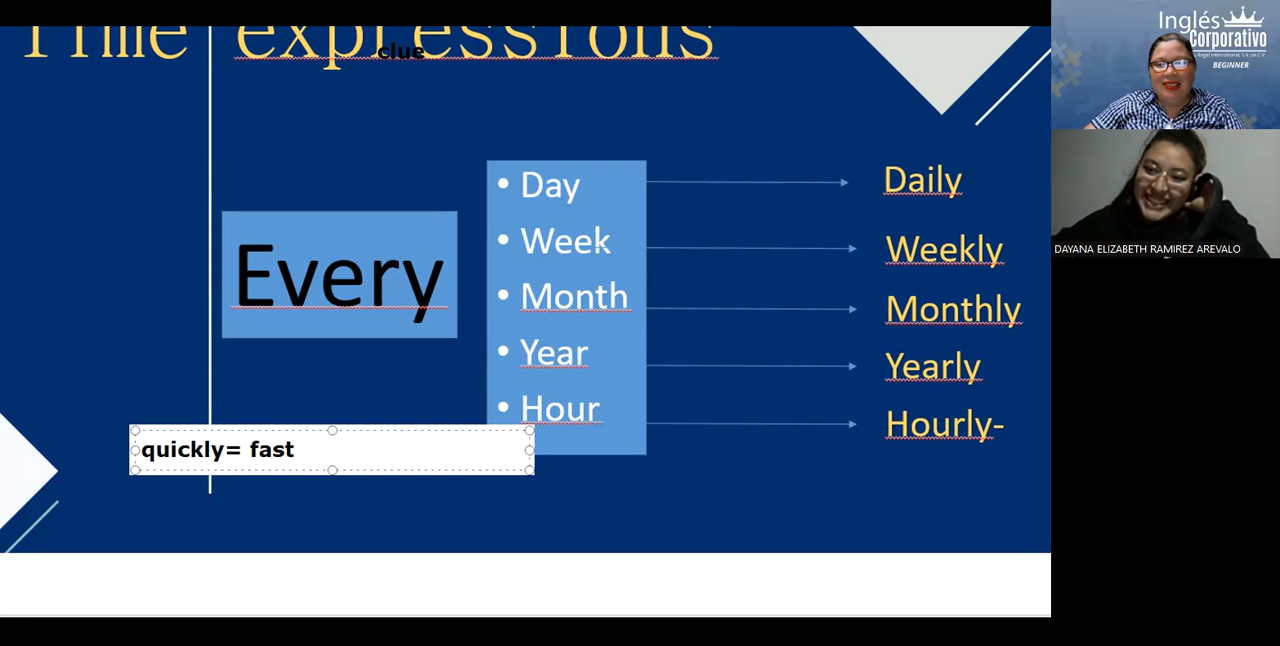 Time expressions
clue
Every
• Day
• Week
• Month
• Year
• Hour
Daily
Weekly
Monthly
Yearly
Hourly-
quickly= fast
Inglés
Corporativo
BEGINNER
DAYANA ELIZABETH RAMIREZ AREVALO